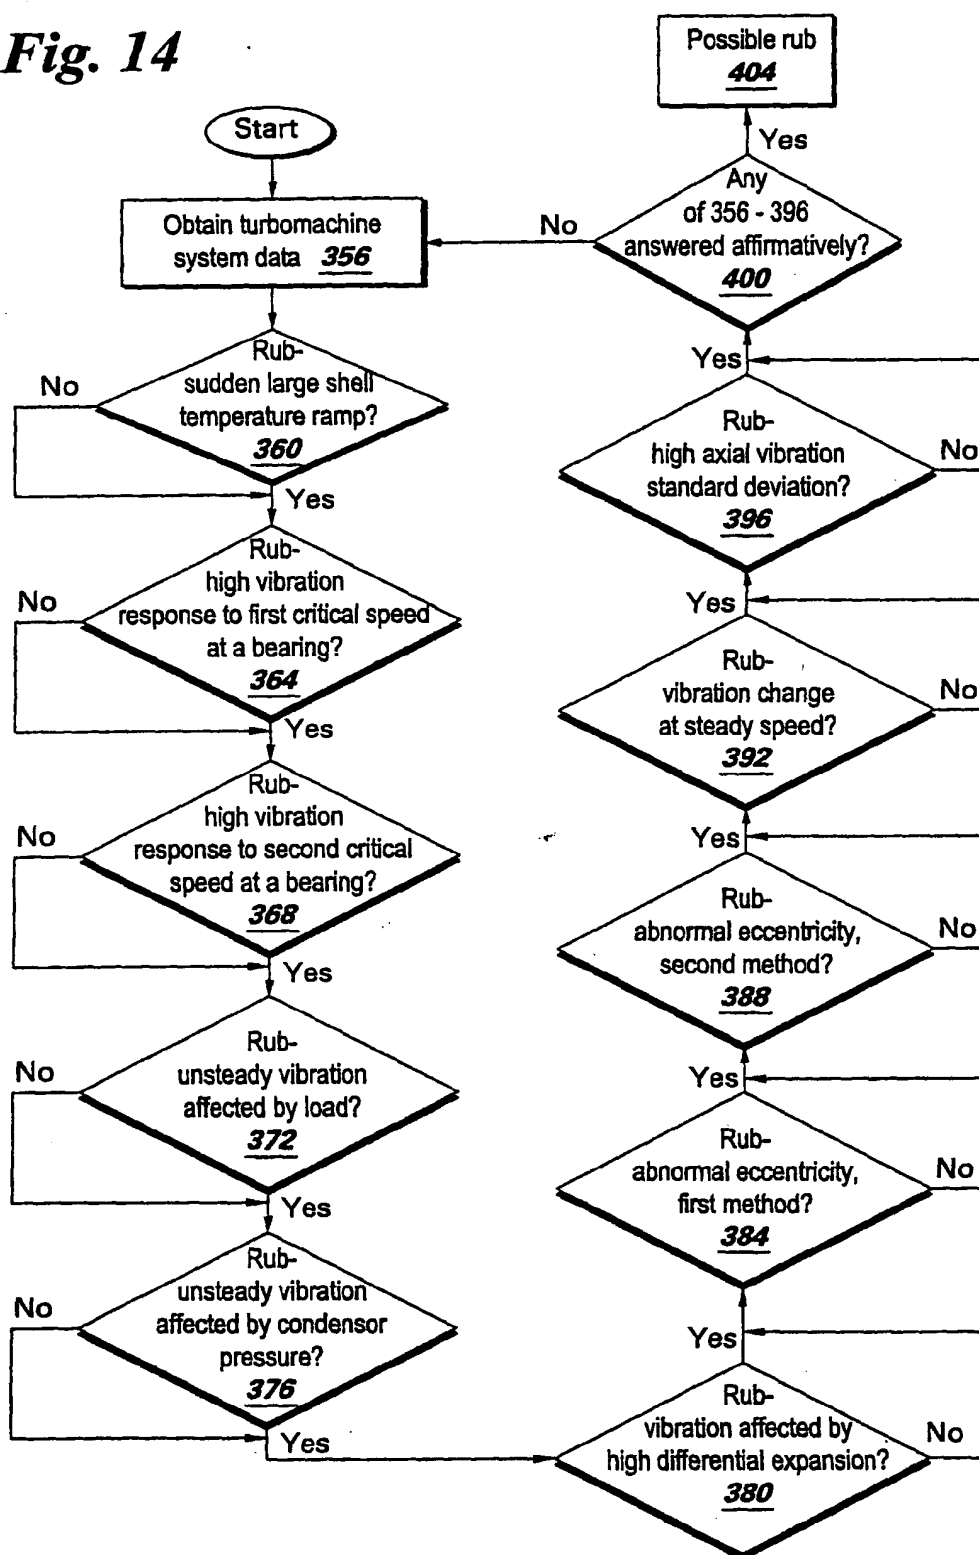 Fig. 14
Start
Obtain turbomachine
system data 356
Rub-
sudden large shell
temperature ramp?
360
No
Yes
Rub-
high vibration
response to first critical speed
at a bearing?
364
No
Yes
Rub-
high vibration
response to second critical
speed at a bearing?
368
No
Yes
Rub-
unsteady vibration
affected by load?
372
No
Yes
Rub-
unsteady vibration
affected by condensor
pressure?
376
No
Yes
Rub-
vibration affected by
high differential expansion?
380
No
Yes
Rub-
abnormal eccentricity,
first method?
384
No
Yes
Rub-
abnormal eccentricity,
second method?
388
No
Yes
Rub-
vibration change
at steady speed?
392
No
Yes
Rub-
high axial vibration
standard deviation?
396
No
Yes
Any
of 356 - 396
answered affirmatively?
400
No
Yes
Possible rub
404